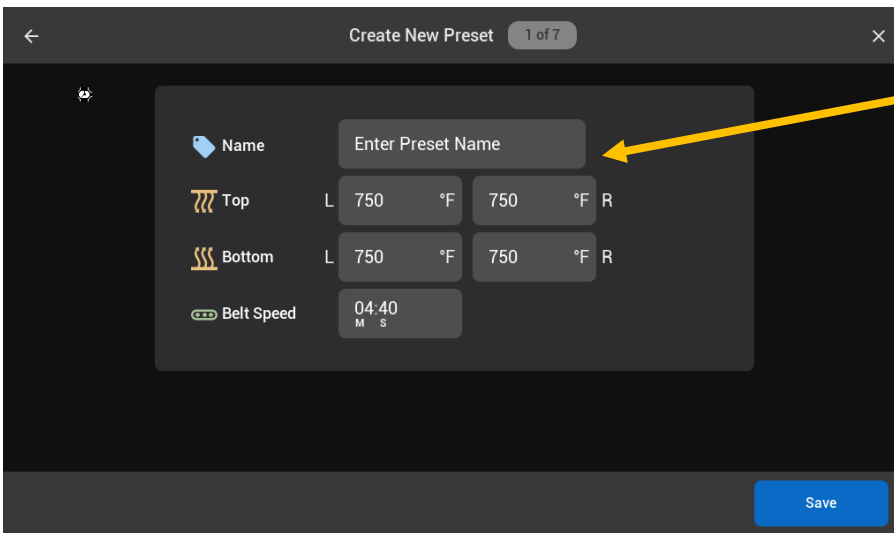 Create New Preset 1 of 7
Name Enter Preset Name
Top L 750 °F 750 °F R
Bottom L 750 °F 750 °F R
Belt Speed 04:40
M S
Save